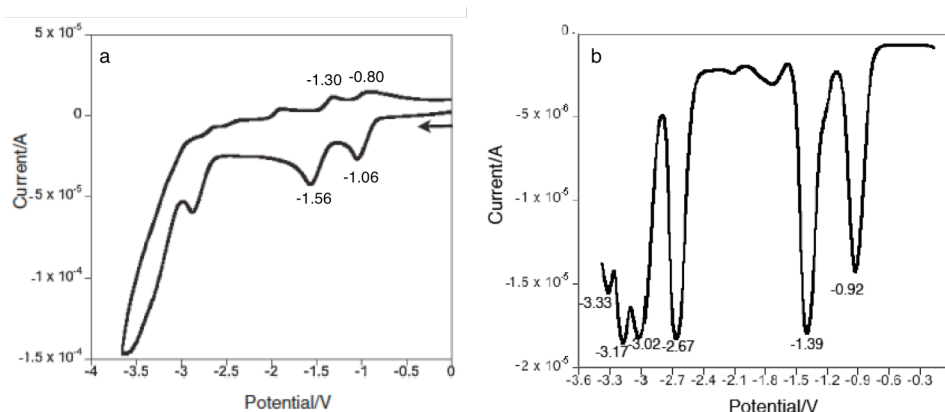 a
5 x 10⁻⁵
0
-5 x 10⁻⁵
-1 x 10⁻⁴
-1.5 x 10⁻⁴
Current/A
-1.30 -0.80
-1.06
-1.56
-4 -3.5 -3 -2.5 -2 -1.5 -1 -0.5 0
Potential/V
b
0
-5 x 10⁻⁶
-1 x 10⁻⁵
-1.5 x 10⁻⁵
-2 x 10⁻⁵
Current/A
-0.92
-3.33
-3.17 -3.02 -2.67 -1.39
-3.6 -3.3 -3 -2.7 -2.4 -2.1 -1.8 -1.5 -1.2 -0.9 -0.6 -0.3
Potential/V